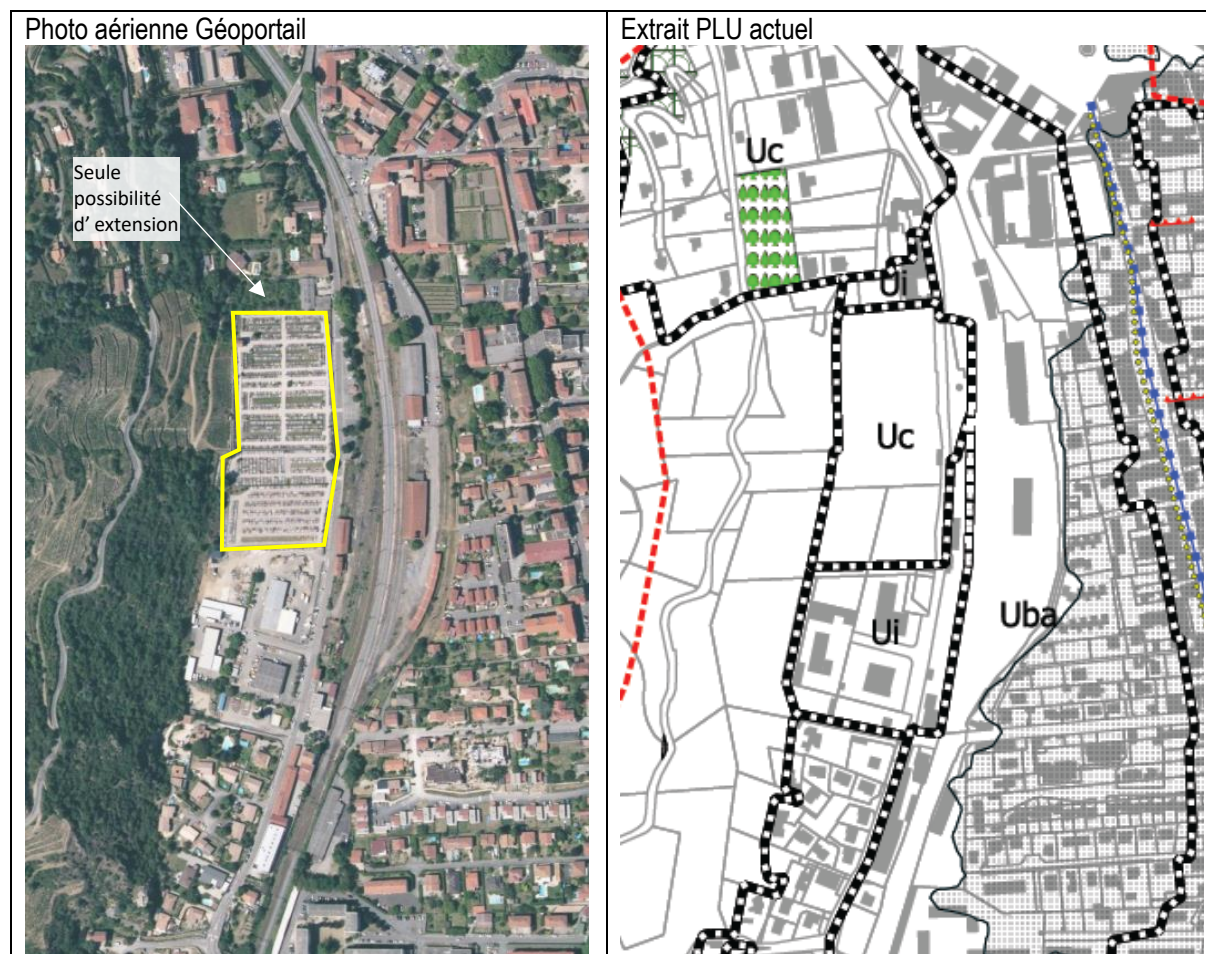 Photo aérienne Géoportail
Extrait PLU actuel
Seule
possibilité
d' extension
Uc
Ui
Uc
Ui
Uba